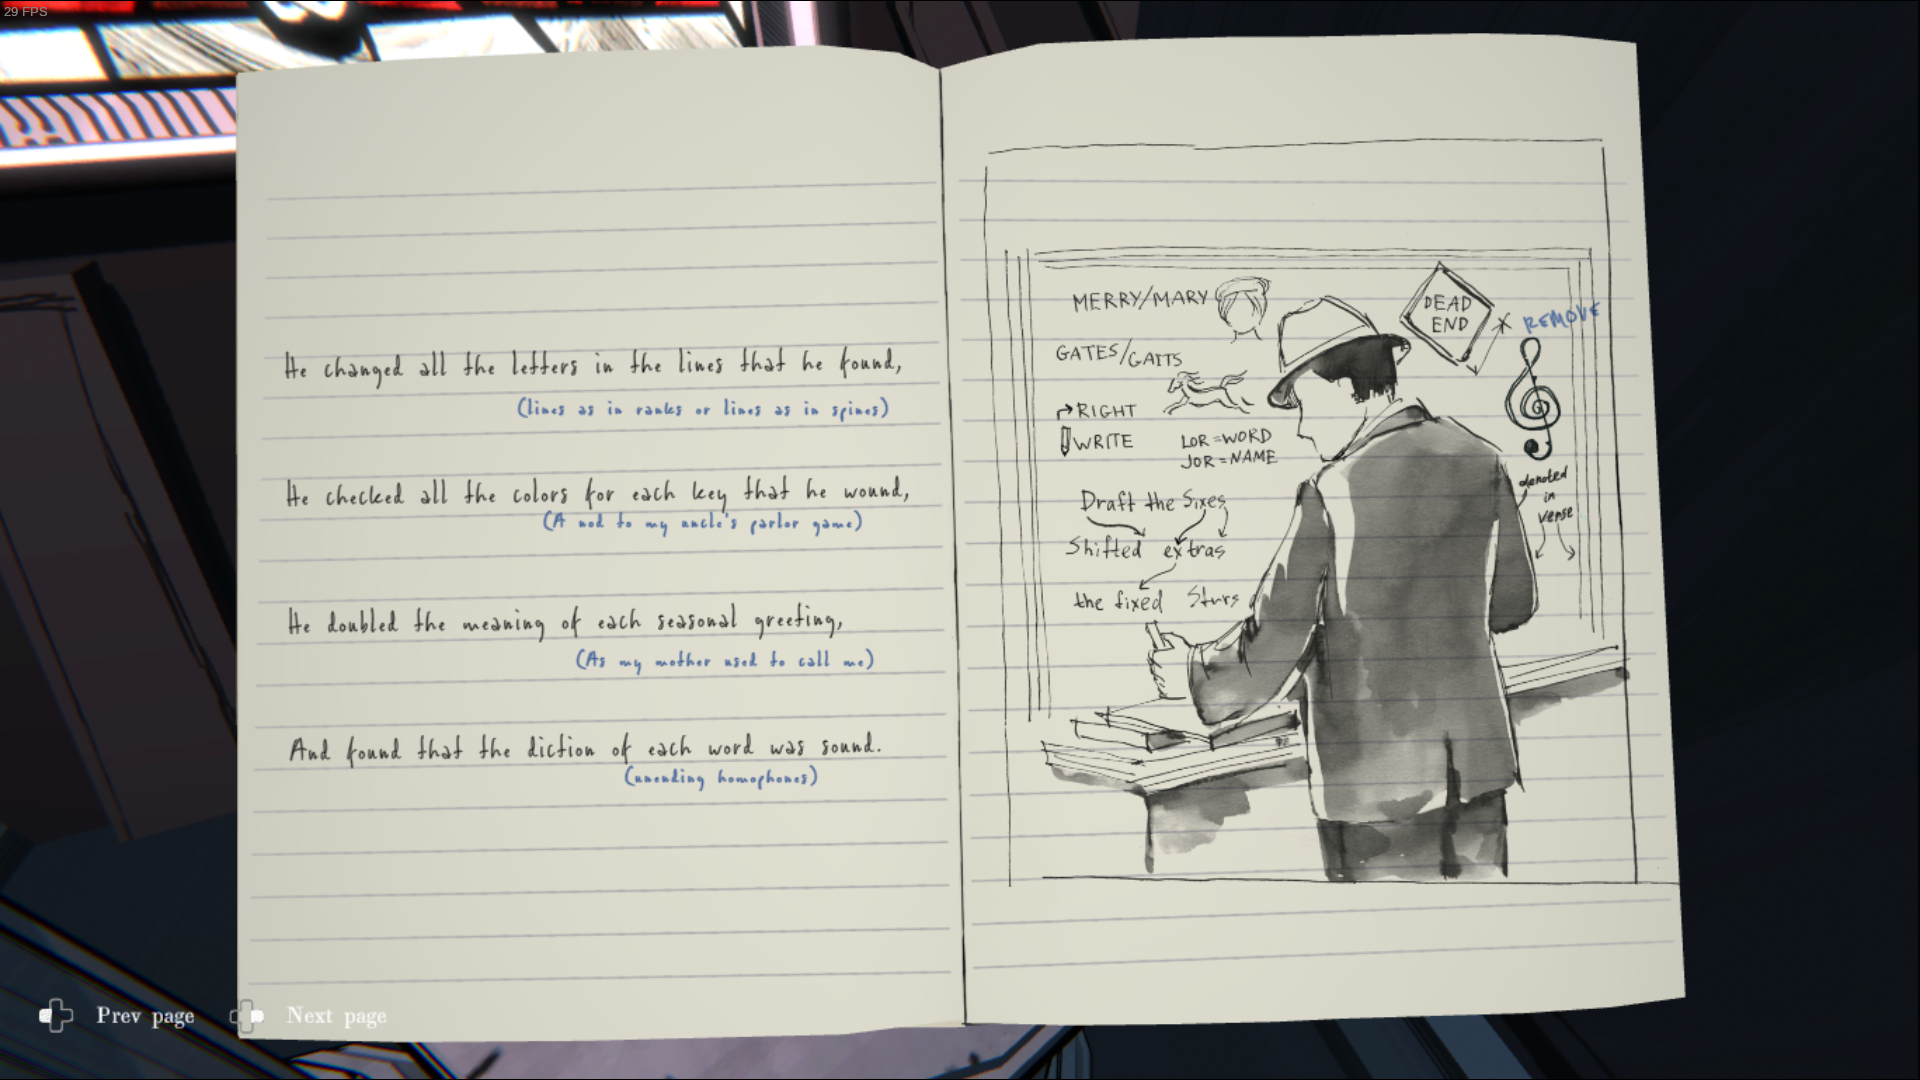 29 FPS
He changed all the letters in the lines that he found,
(lines as in ranks or lines as in spines)
He checked all the colors for each key that he wound,
(A nod to my uncle's parlor game)
He doubled the meaning of each seasonal greeting,
(As my mother used to call me)
And found that the diction of each word was sound.
(unending homophones)
MERRY/MARY
GATES/GAITS
RIGHT
WRITE
LOR=WORD
JOR=NAME
Draft the Sixes
Shifted extras
the fixed Stars
DEAD
END
REMOVE
denoted
in
verse
Prev page
Next page